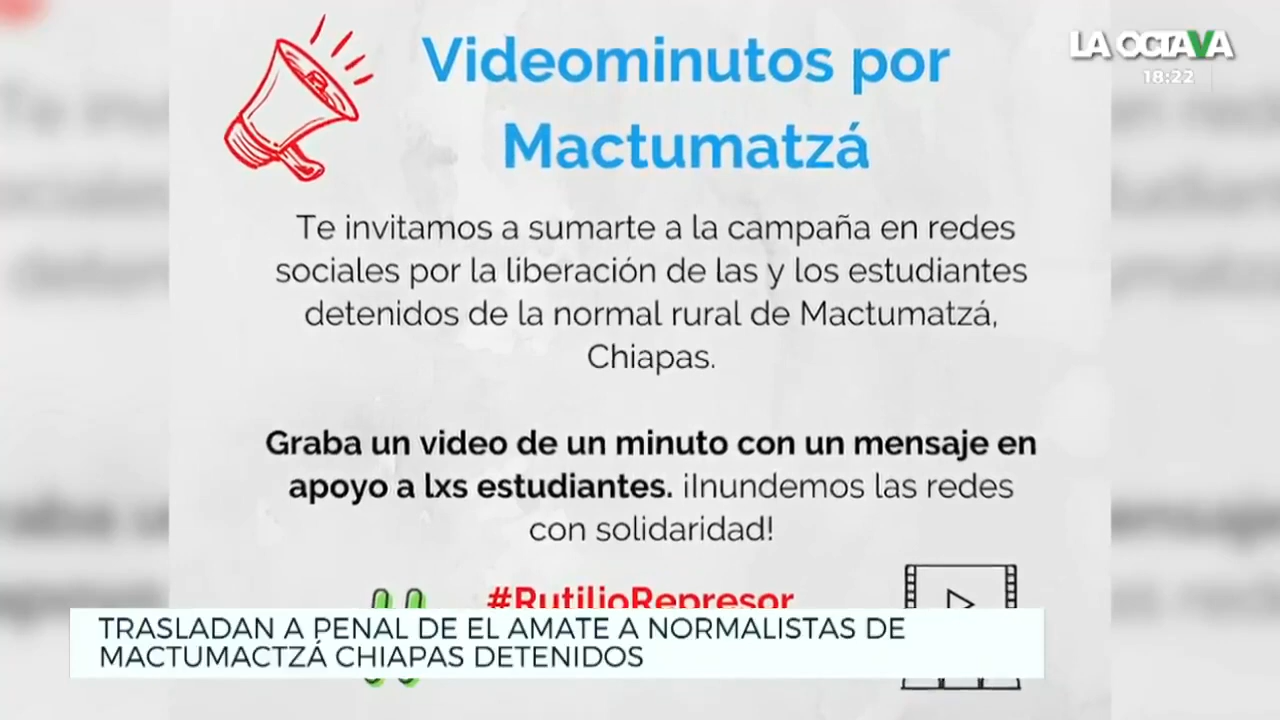 LA OCTAVA
18:22
Videominutos por
Mactumatzá
Te invitamos a sumarte a la campaña en redes
sociales por la liberación de las y los estudiantes
detenidos de la normal rural de Mactumatzá,
Chiapas.
Graba un video de un minuto con un mensaje en
apoyo a lxs estudiantes. ¡Inundemos las redes
con solidaridad!
#RutilioRepresor
TRASLADAN A PENAL DE EL AMATE A NORMALISTAS DE
MACTUMACTZÁ CHIAPAS DETENIDOS